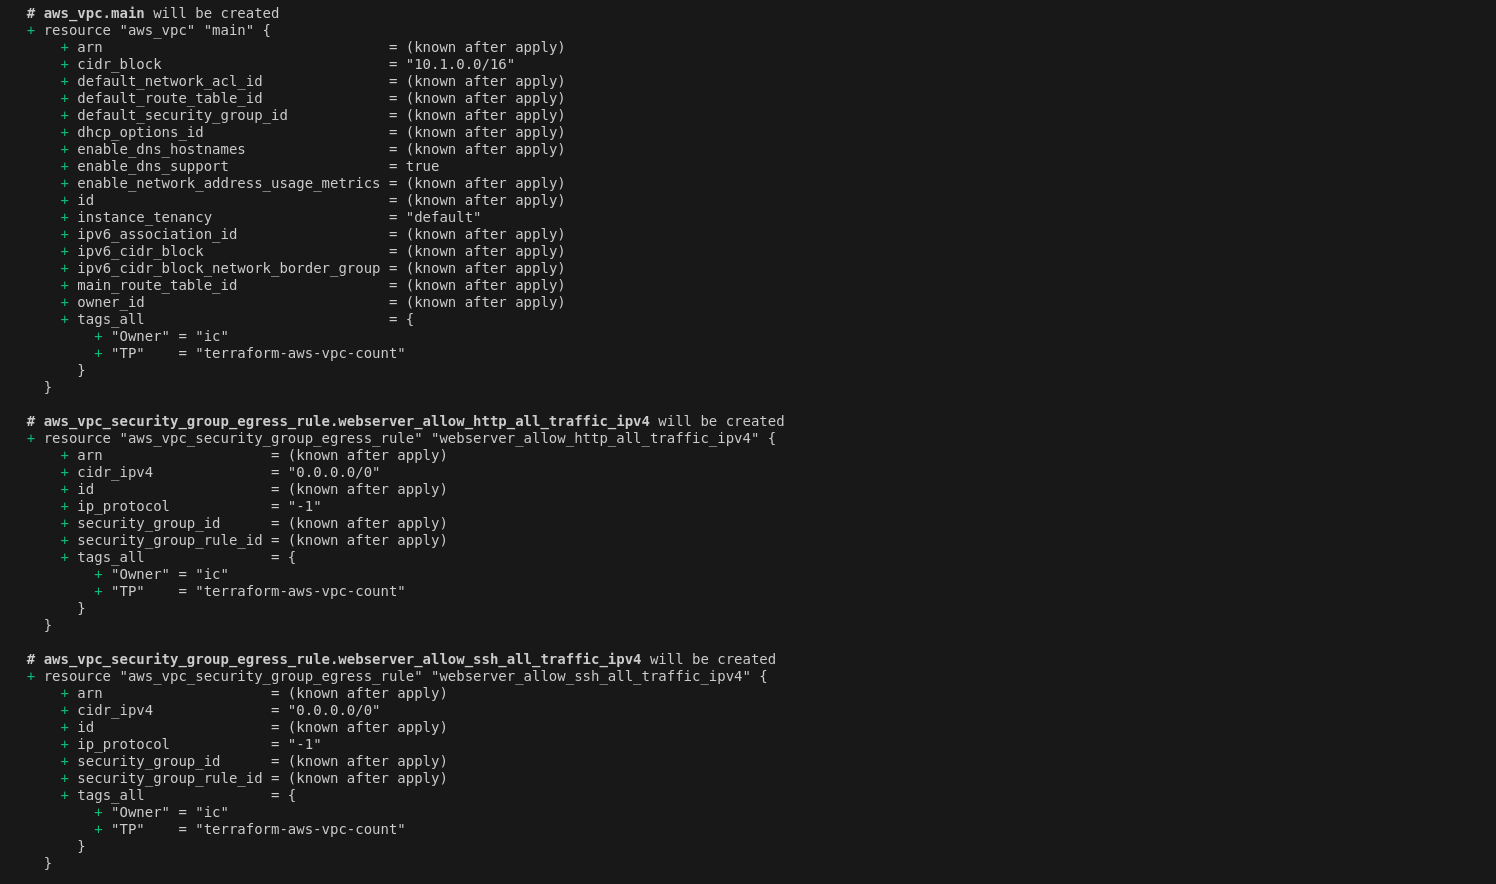 # aws_vpc.main will be created
+ resource "aws_vpc" "main" {
+ arn = (known after apply)
+ cidr_block = "10.1.0.0/16"
+ default_network_acl_id = (known after apply)
+ default_route_table_id = (known after apply)
+ default_security_group_id = (known after apply)
+ dhcp_options_id = (known after apply)
+ enable_dns_hostnames = (known after apply)
+ enable_dns_support = true
+ enable_network_address_usage_metrics = (known after apply)
+ id = (known after apply)
+ instance_tenancy = "default"
+ ipv6_association_id = (known after apply)
+ ipv6_cidr_block = (known after apply)
+ ipv6_cidr_block_network_border_group = (known after apply)
+ main_route_table_id = (known after apply)
+ owner_id = (known after apply)
+ tags_all = {
+ "Owner" = "ic"
+ "TP" = "terraform-aws-vpc-count"
}
}
# aws_vpc_security_group_egress_rule.webserver_allow_http_all_traffic_ipv4 will be created
+ resource "aws_vpc_security_group_egress_rule" "webserver_allow_http_all_traffic_ipv4" {
+ arn = (known after apply)
+ cidr_ipv4 = "0.0.0.0/0"
+ id = (known after apply)
+ ip_protocol = "-1"
+ security_group_id = (known after apply)
+ security_group_rule_id = (known after apply)
+ tags_all = {
+ "Owner" = "ic"
+ "TP" = "terraform-aws-vpc-count"
}
}
# aws_vpc_security_group_egress_rule.webserver_allow_ssh_all_traffic_ipv4 will be created
+ resource "aws_vpc_security_group_egress_rule" "webserver_allow_ssh_all_traffic_ipv4" {
+ arn = (known after apply)
+ cidr_ipv4 = "0.0.0.0/0"
+ id = (known after apply)
+ ip_protocol = "-1"
+ security_group_id = (known after apply)
+ security_group_rule_id = (known after apply)
+ tags_all = {
+ "Owner" = "ic"
+ "TP" = "terraform-aws-vpc-count"
}
}